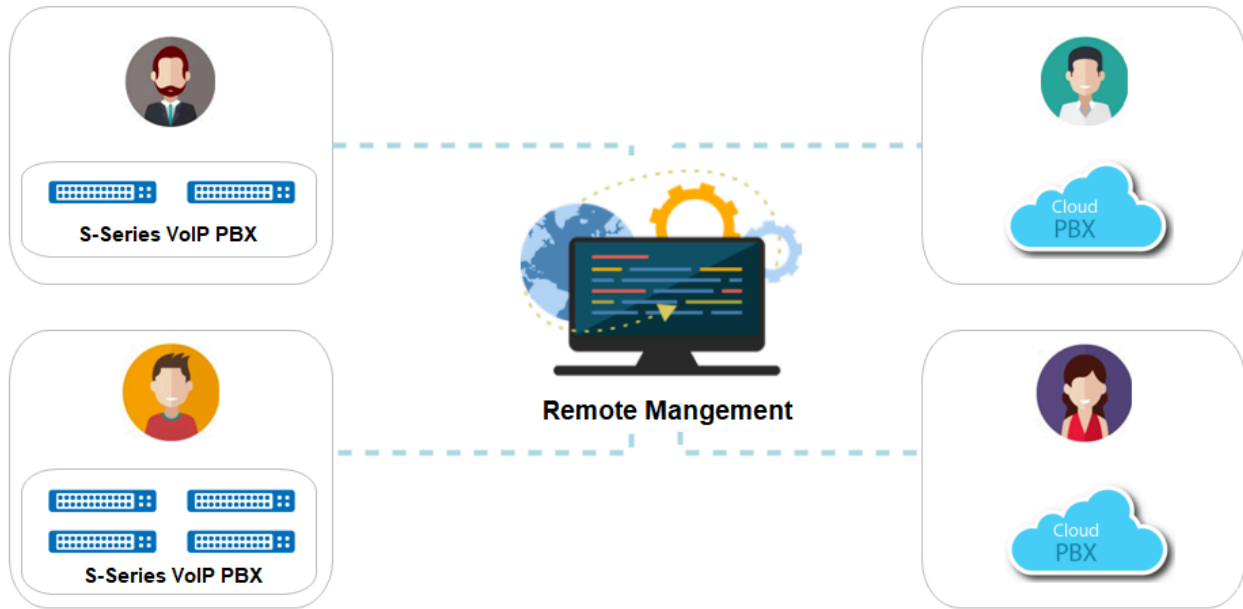 S-Series VoIP PBX
Cloud
PBX
Remote Mangement
S-Series VoIP PBX
Cloud
PBX